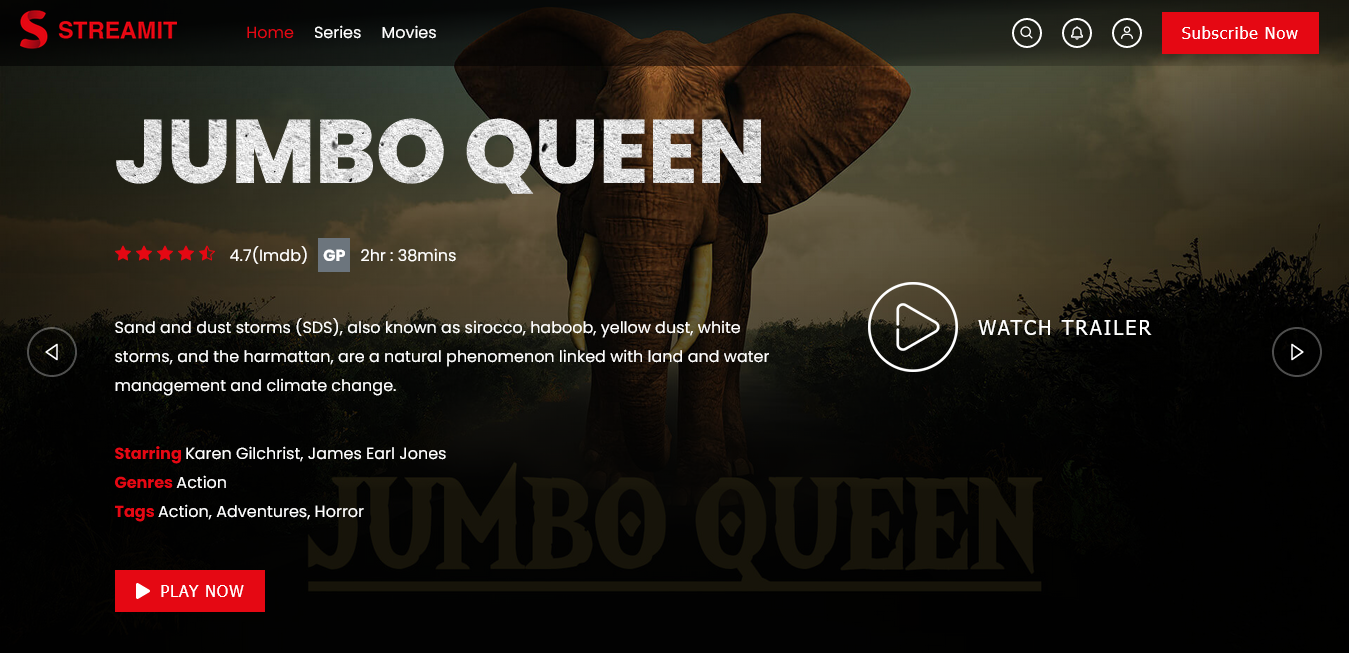 STREAMIT
Home Series Movies
Subscribe Now
JUMBO QUEEN
4.7(Imdb) GP 2hr : 38mins
Sand and dust storms (SDS), also known as sirocco, haboob, yellow dust, white
storms, and the harmattan, are a natural phenomenon linked with land and water
management and climate change.
WATCH TRAILER
Starring Karen Gilchrist, James Earl Jones
Genres Action
Tags Action, Adventures, Horror
JUMBO QUEEN
PLAY NOW